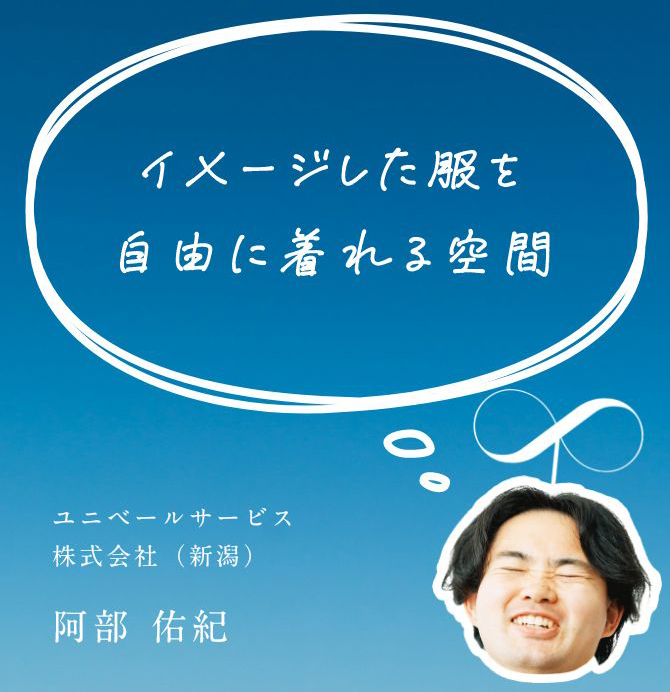 イメージした服を
自由に着れる空間
ユニベールサービス
株式会社（新潟）
阿部 佑紀